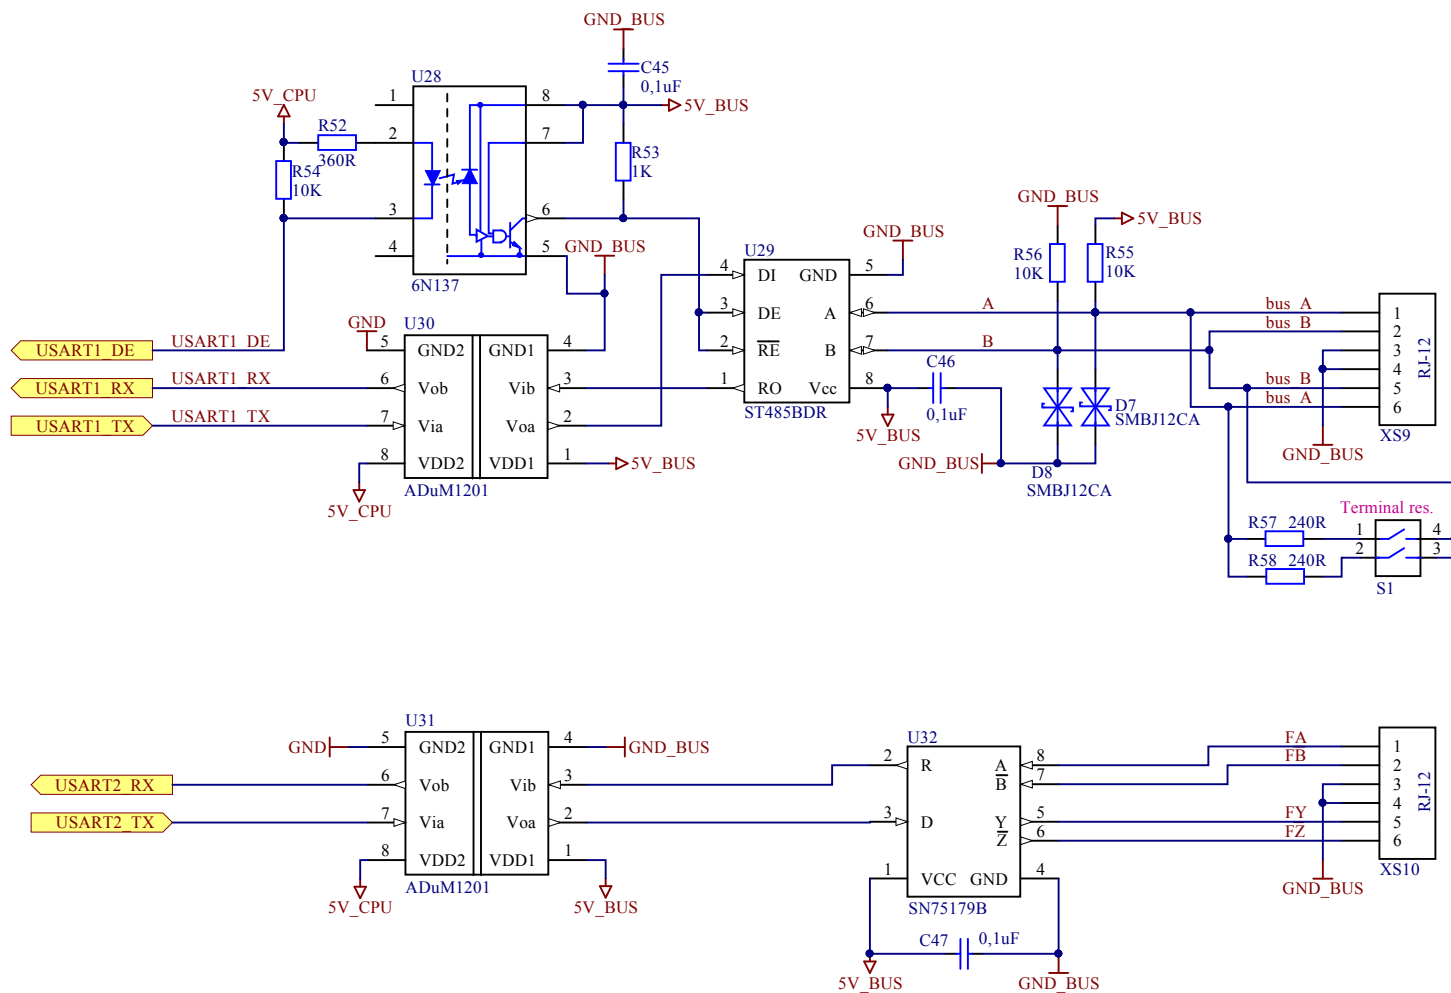 GND_BUS
C45
0,1uF
5V_BUS
U28
5V_CPU
R52
360R
R54
10K
1
2
3
4
8
7
6
5
6N137
R53
1K
GND_BUS
USART1_DE
USART1_DE
USART1_RX
USART1_RX
USART1_TX
USART1_TX
GND
U30
5
GND2
GND1
4
6
Vob
Vib
3
7
Via
Voa
2
8
VDD2
VDD1
1
ADuM1201
5V_CPU
5V_BUS
U29
GND_BUS
4
DI
GND
5
3
DE
A
6
2
RE
B
7
1
RO
Vcc
8
ST485BDR
5V_BUS
C46
0,1uF
GND_BUS
GND_BUS
5V_BUS
R56
10K
R55
10K
A
B
D7
SMBJ12CA
D8
SMBJ12CA
bus_A
bus_B
bus_B
bus_A
1
2
3
4
5
6
RJ-12
XS9
GND_BUS
Terminal res.
R57 240R
R58 240R
1
2
4
3
S1
U31
GND
5
GND2
GND1
4
GND_BUS
USART2_RX
6
Vob
Vib
3
USART2_TX
7
Via
Voa
2
8
VDD2
VDD1
1
ADuM1201
5V_CPU
5V_BUS
U32
2
R
A
8
B
7
3
D
Y
5
Z
6
1
VCC
GND
4
SN75179B
C47
0,1uF
5V_BUS
GND_BUS
FA
FB
FY
FZ
1
2
3
4
5
6
RJ-12
XS10
GND_BUS